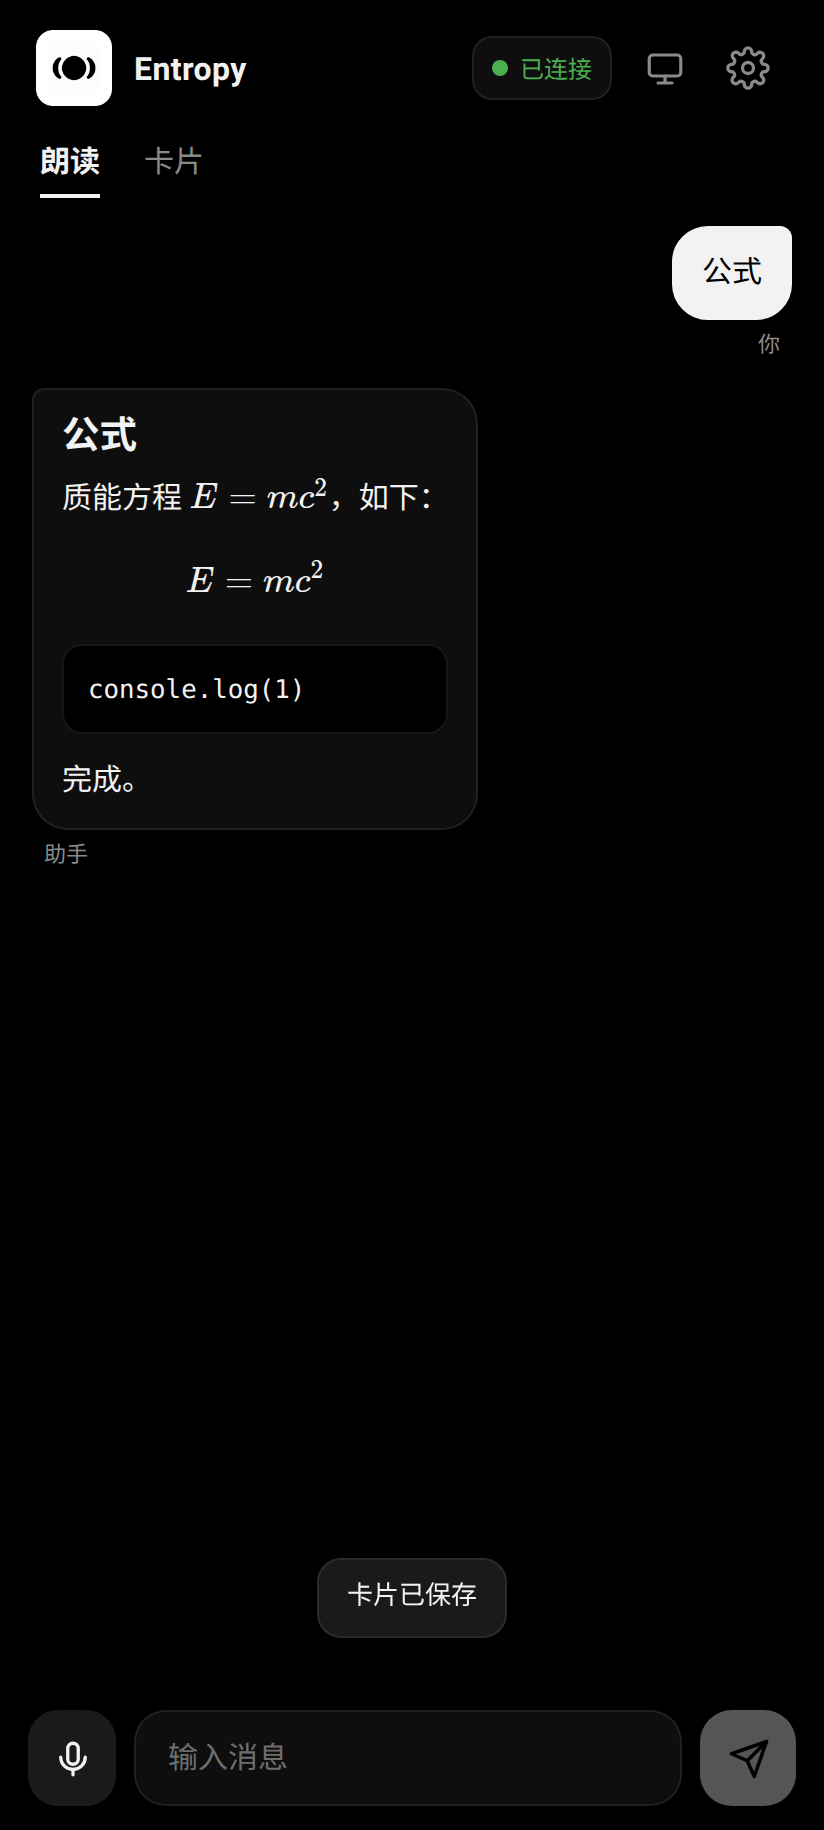 Entropy
已连接
朗读
卡片
公式
你
公式
质能方程 E = mc²，如下：
E = mc²
console.log(1)
完成。
助手
卡片已保存
输入消息